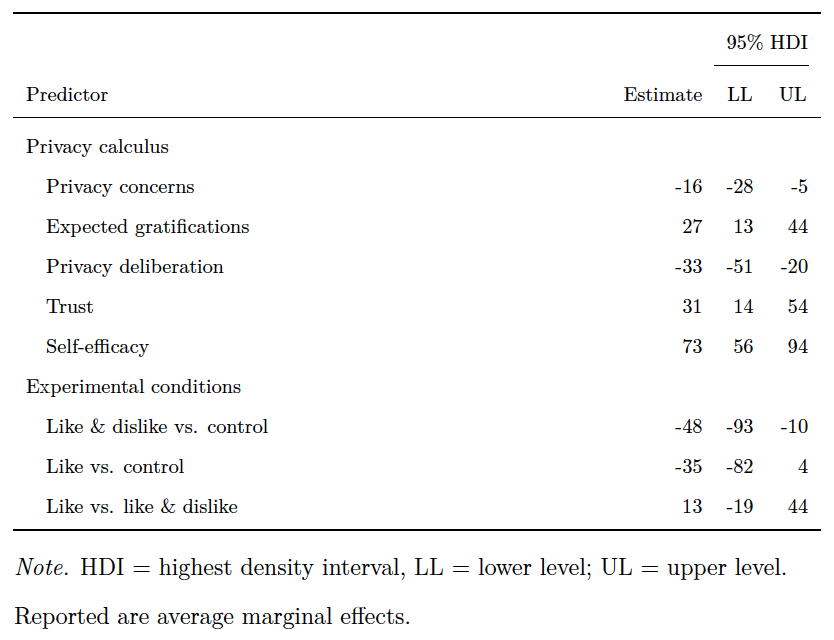 95% HDI
Predictor Estimate LL UL
Privacy calculus
Privacy concerns -16 -28 -5
Expected gratifications 27 13 44
Privacy deliberation -33 -51 -20
Trust 31 14 54
Self-efficacy 73 56 94
Experimental conditions
Like & dislike vs. control -48 -93 -10
Like vs. control -35 -82 4
Like vs. like & dislike 13 -19 44
Note. HDI = highest density interval, LL = lower level; UL = upper level.
Reported are average marginal effects.